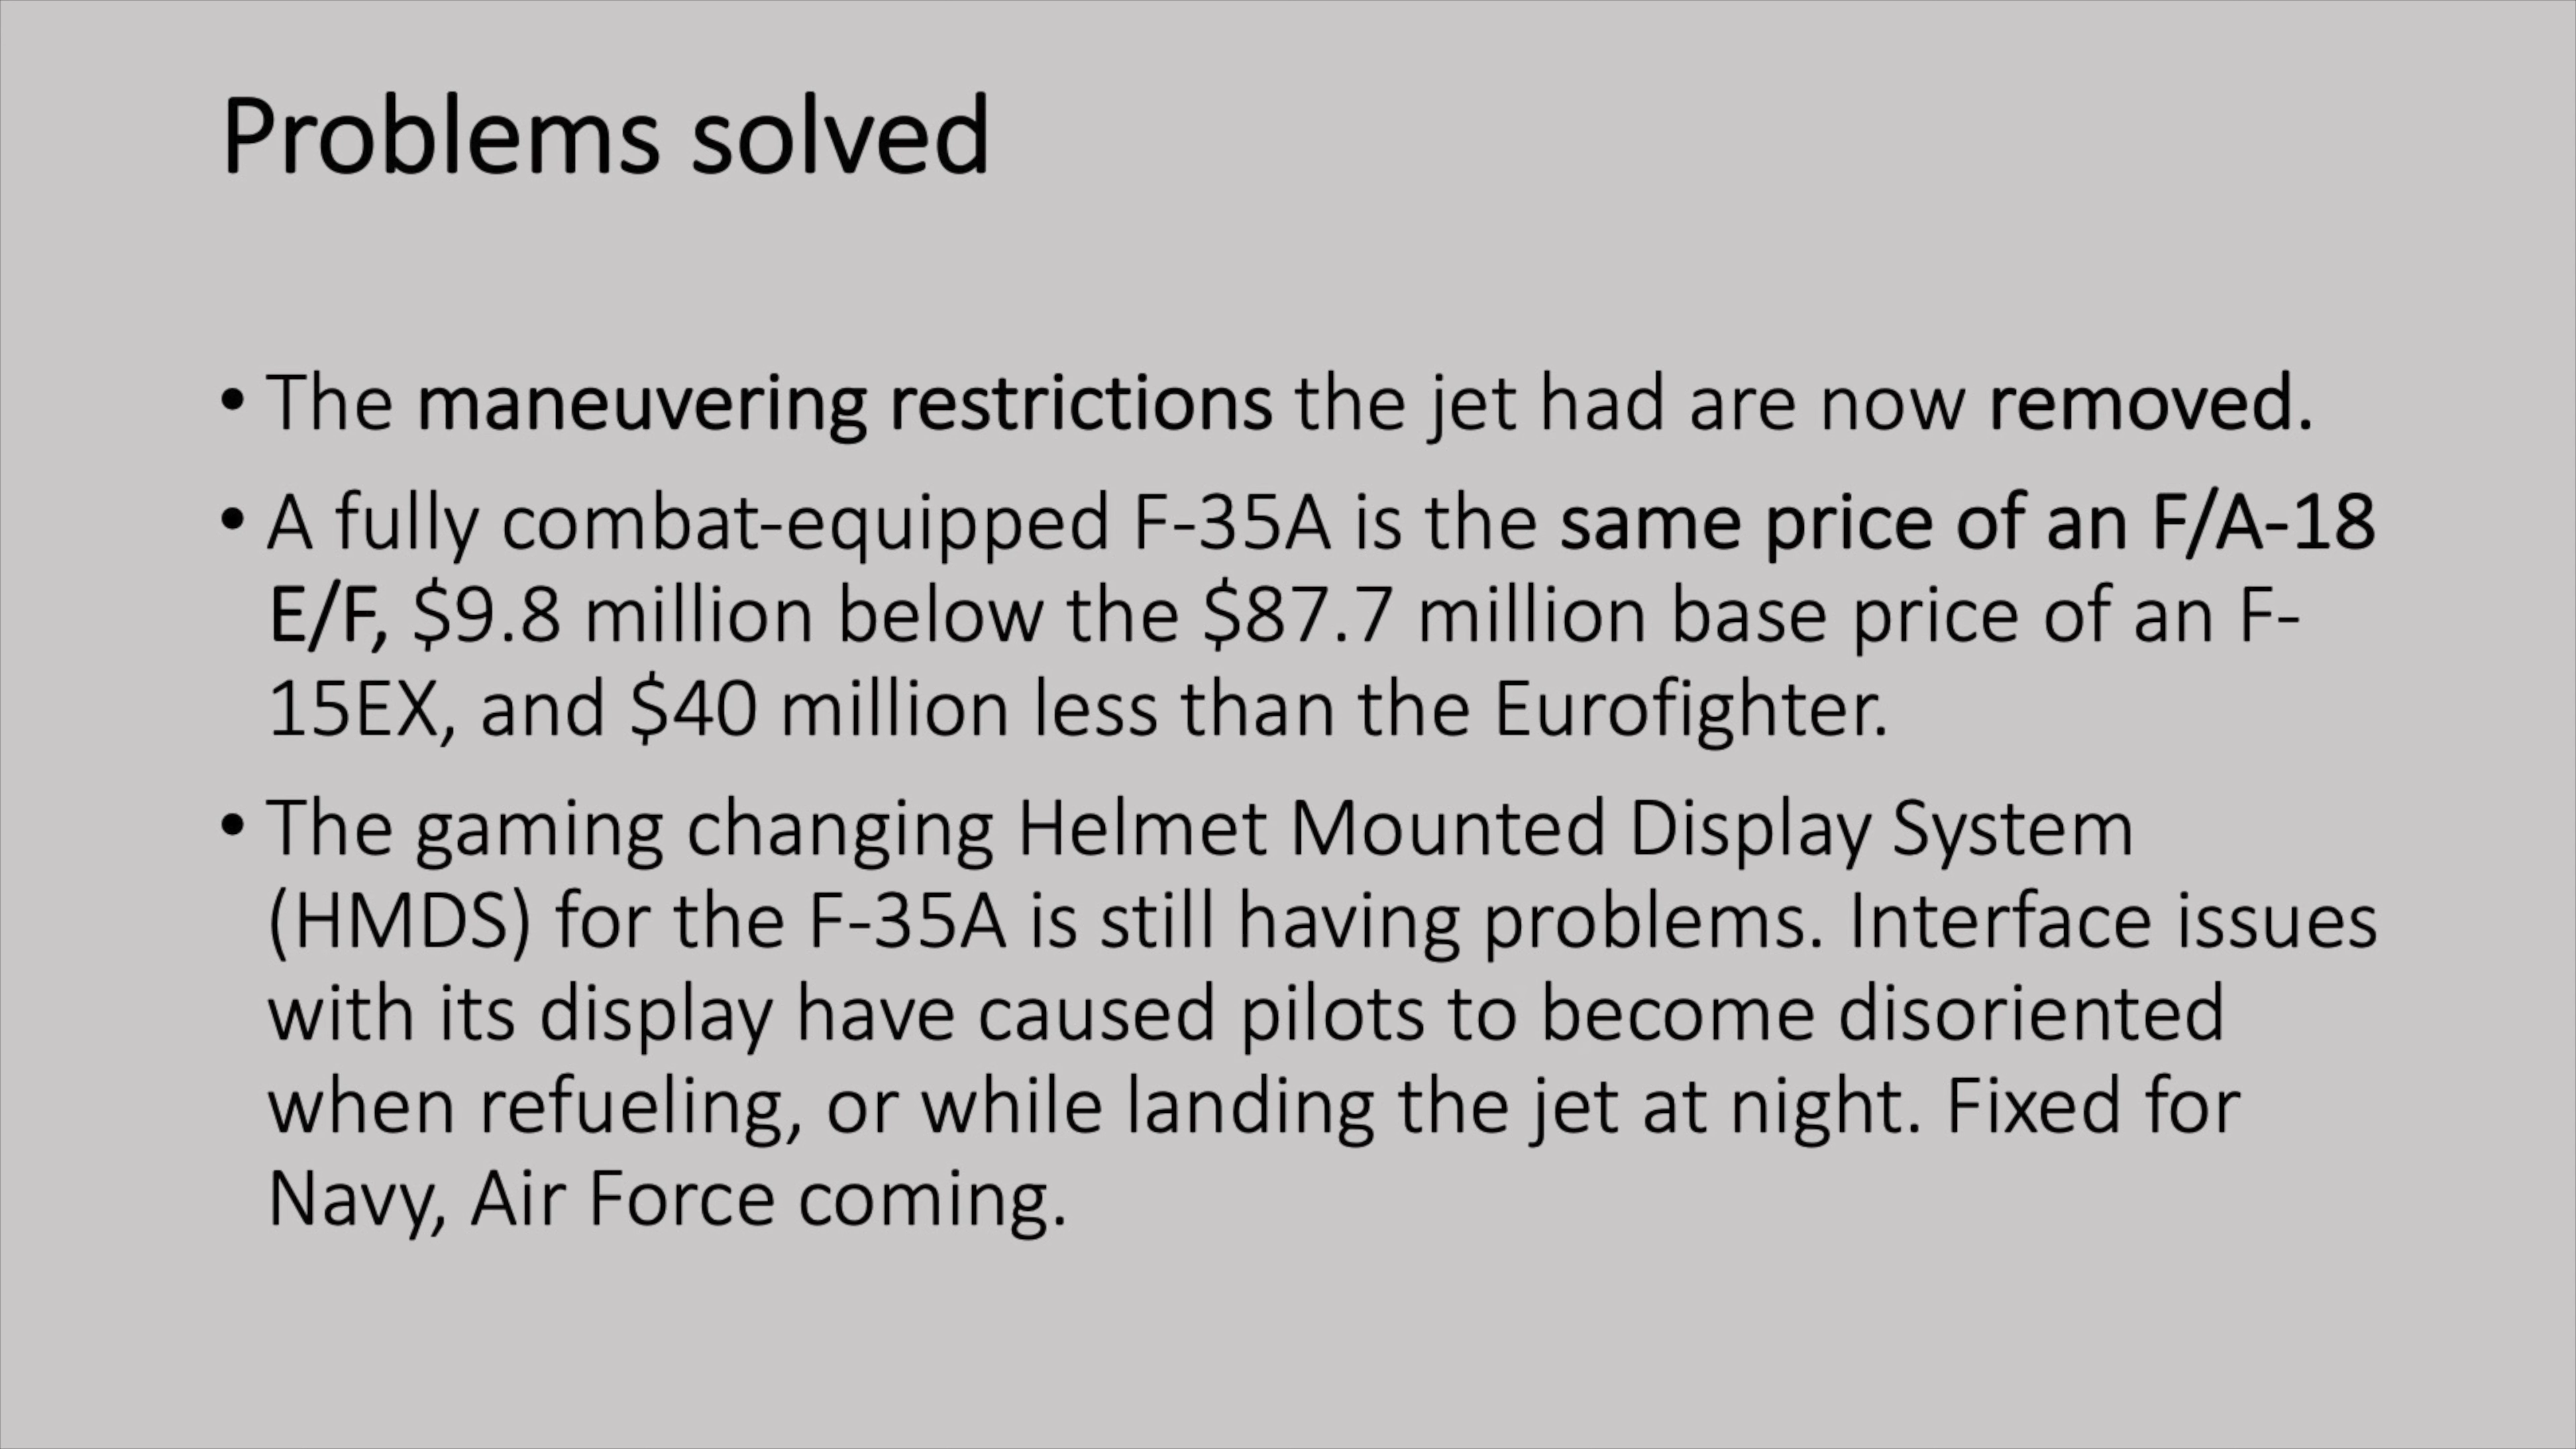 Problems solved
• The maneuvering restrictions the jet had are now removed.
• A fully combat-equipped F-35A is the same price of an F/A-18
E/F, $9.8 million below the $87.7 million base price of an F-
15EX, and $40 million less than the Eurofighter.
• The gaming changing Helmet Mounted Display System
(HMDS) for the F-35A is still having problems. Interface issues
with its display have caused pilots to become disoriented
when refueling, or while landing the jet at night. Fixed for
Navy, Air Force coming.